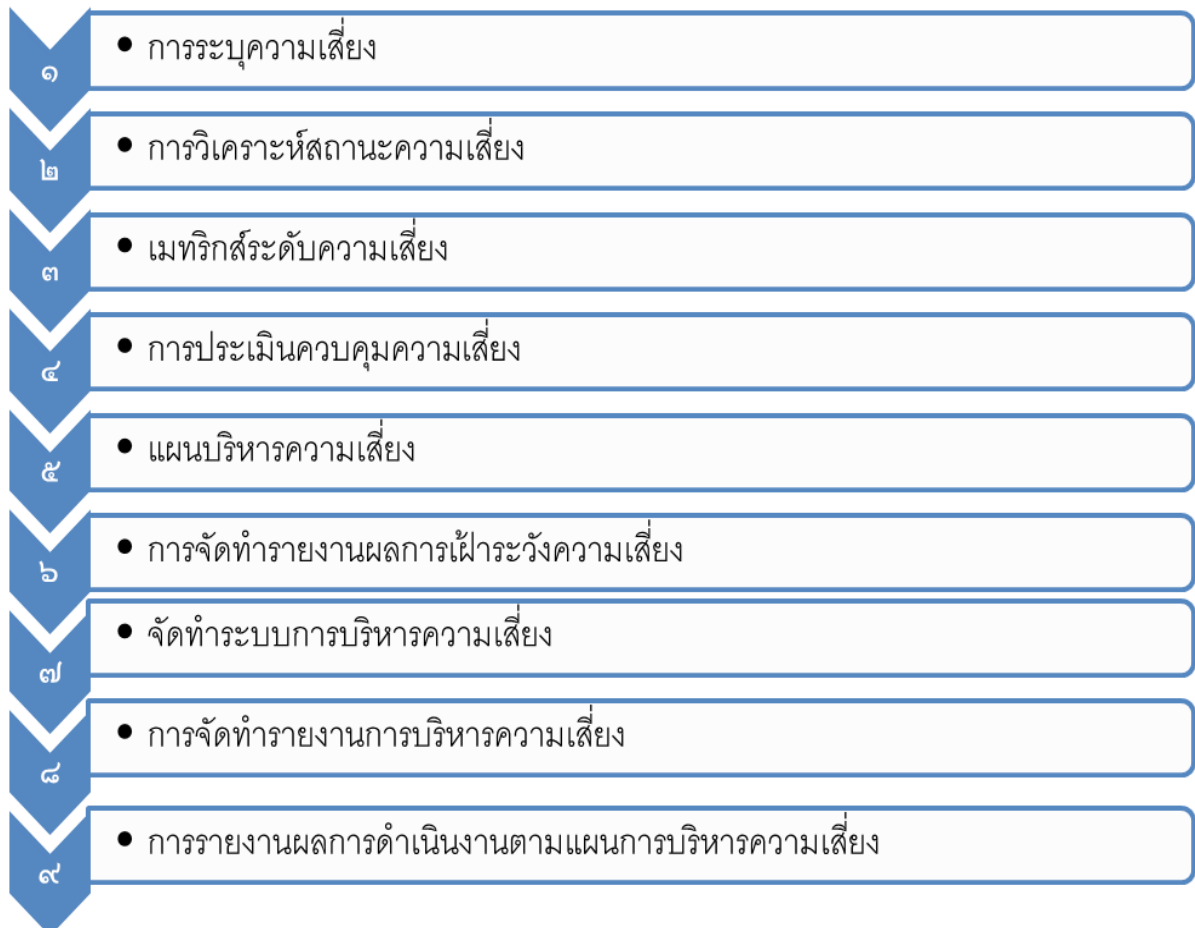 ๑
• การระบุความเสี่ยง
๒
• การวิเคราะห์สถานะความเสี่ยง
๓
• เมทริกส์ระดับความเสี่ยง
๔
• การประเมินควบคุมความเสี่ยง
๕
• แผนบริหารความเสี่ยง
๖
• การจัดทำรายงานผลการเฝ้าระวังความเสี่ยง
๗
• จัดทำระบบการบริหารความเสี่ยง
๘
• การจัดทำรายงานการบริหารความเสี่ยง
๙
• การรายงานผลการดำเนินงานตามแผนการบริหารความเสี่ยง